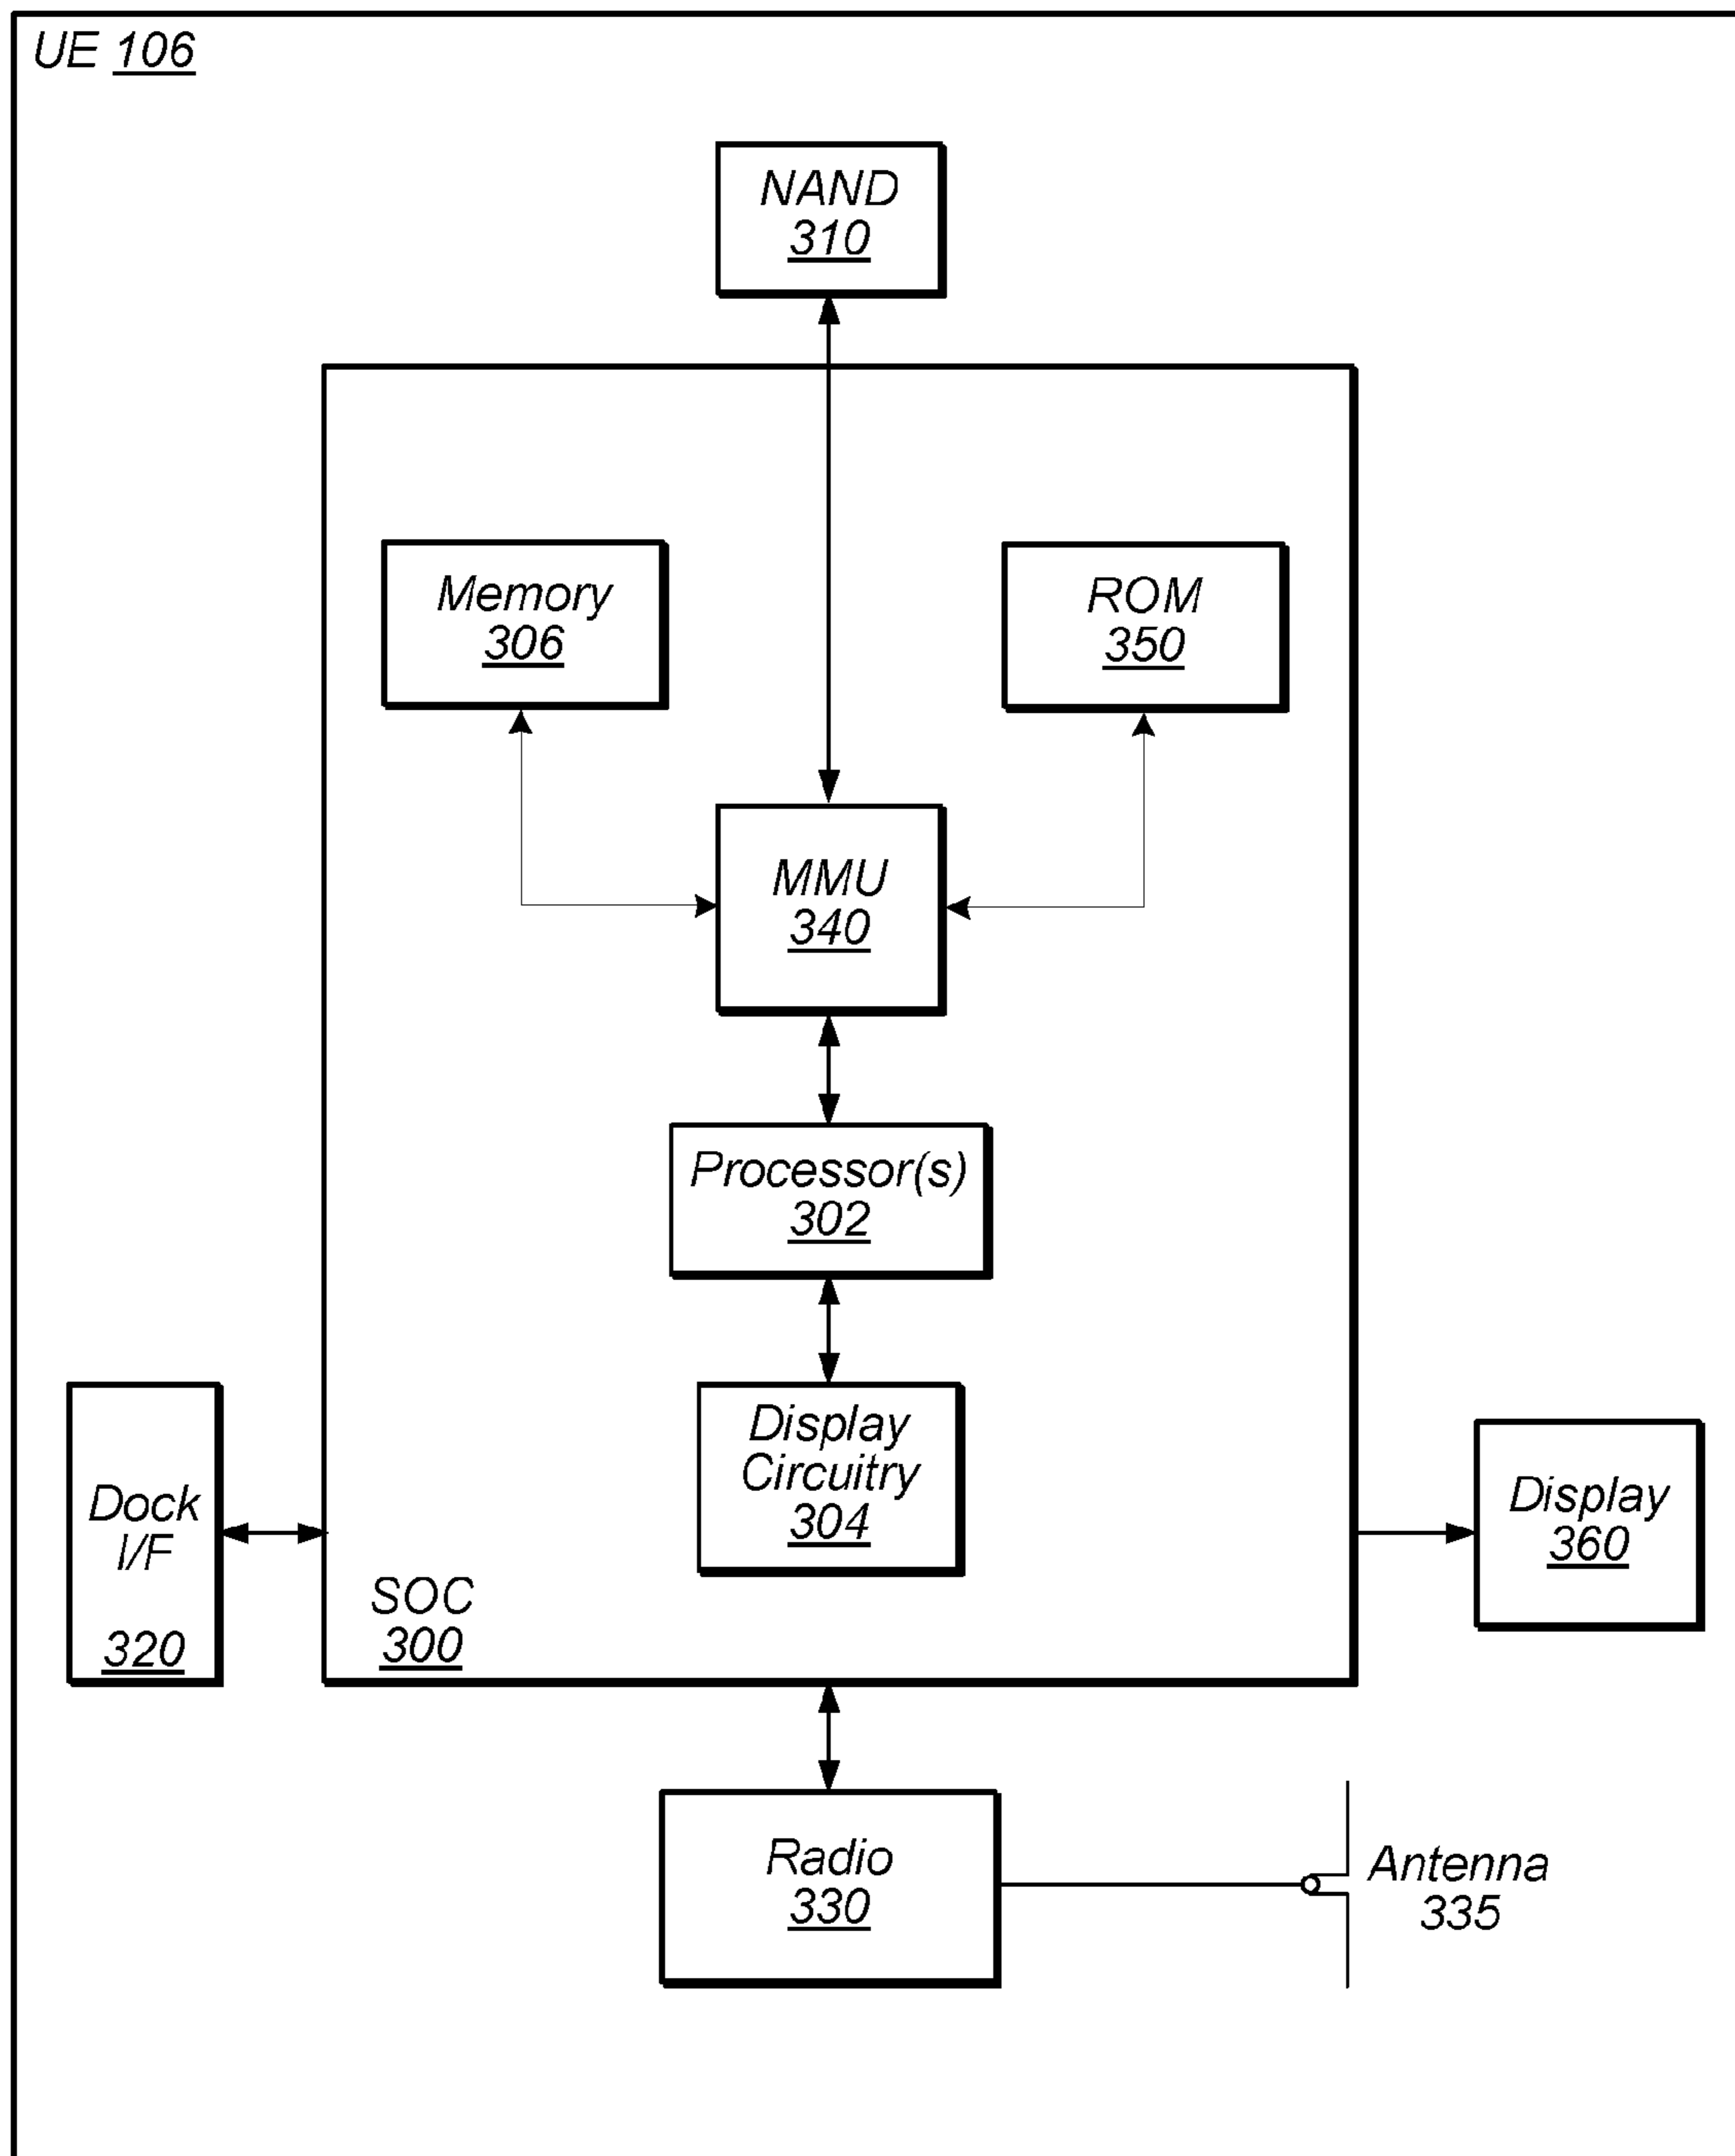 UE 106
NAND
310
Memory
306
ROM
350
MMU
340
Processor(s)
302
Display
Circuitry
304
Dock
I/F
320
SOC
300
Display
360
Radio
330
Antenna
335